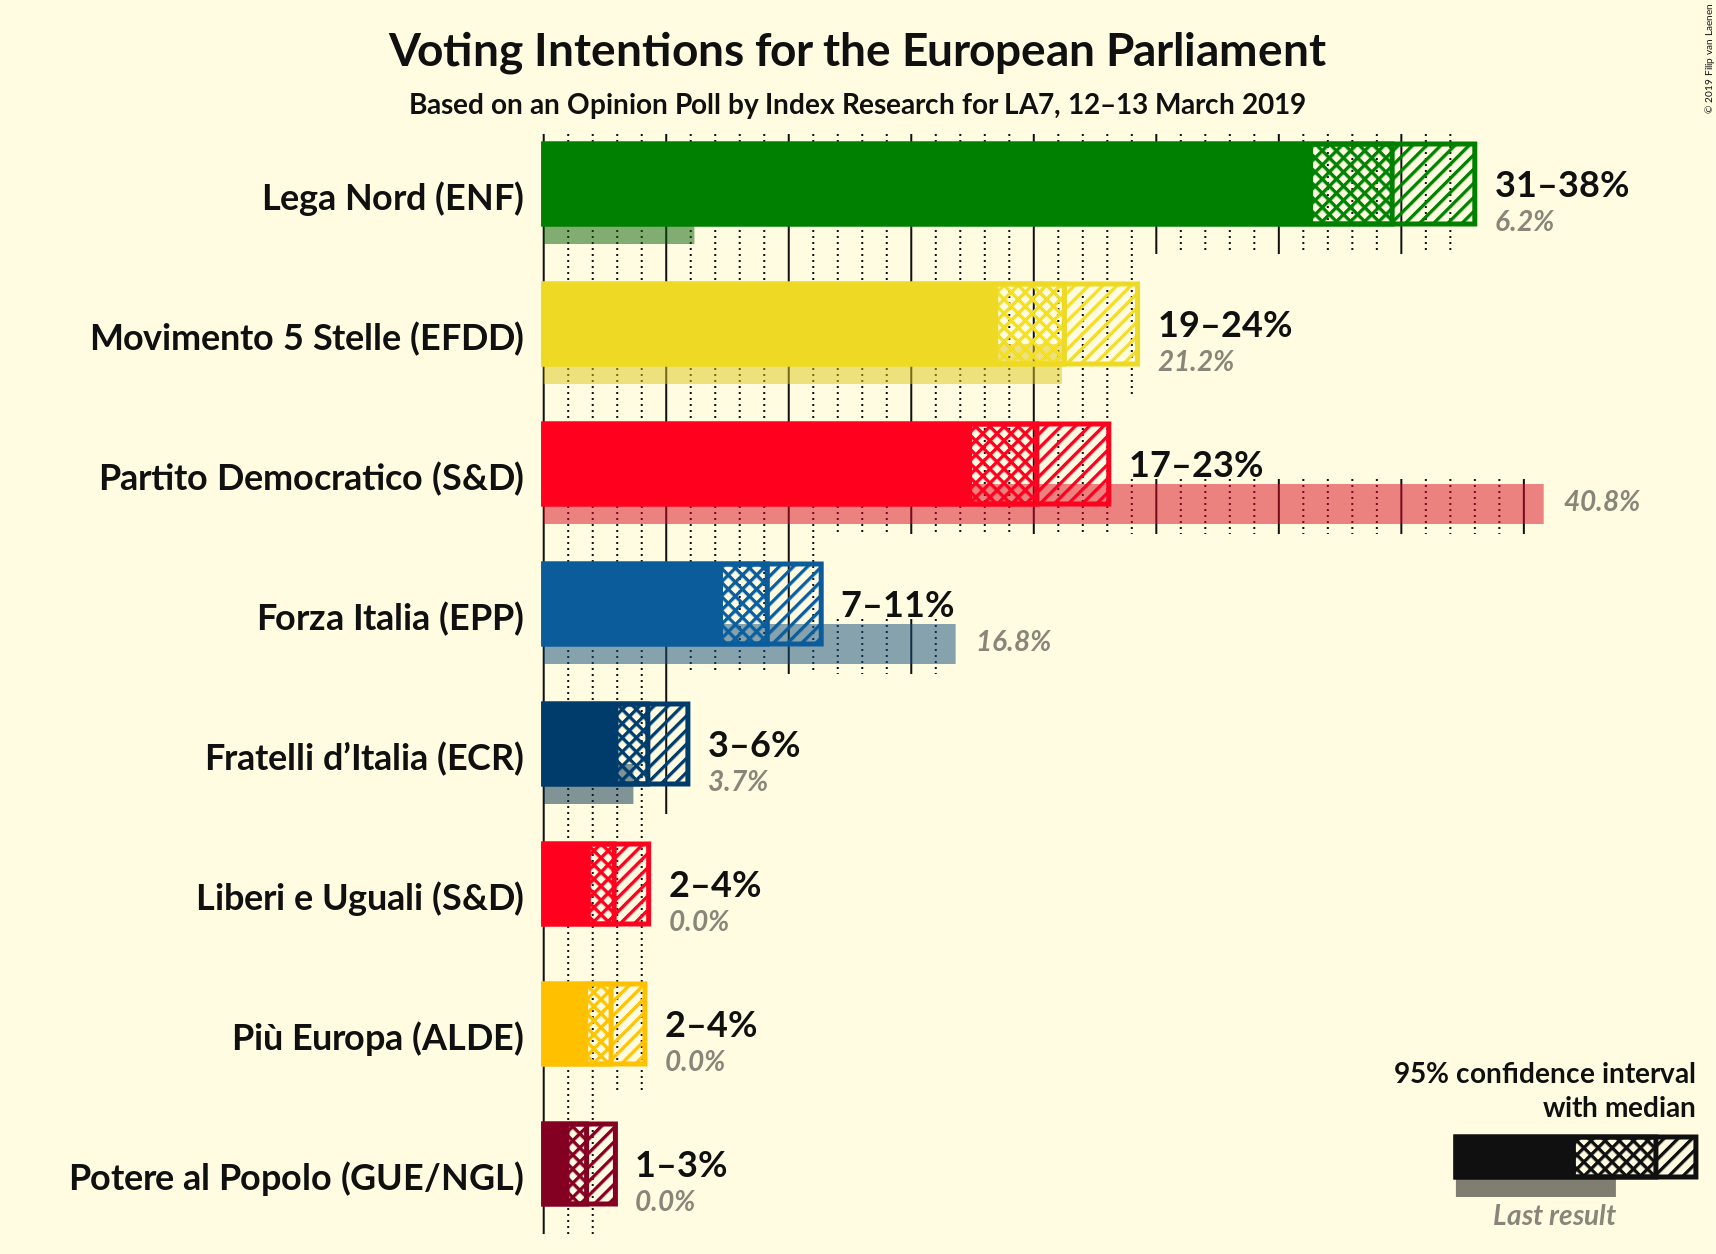 Voting Intentions for the European Parliament
Based on an Opinion Poll by Index Research for LA7, 12–13 March 2019
© 2019 Filip van Laenen
Lega Nord (ENF)
31–38%
6.2%
Movimento 5 Stelle (EFDD)
19–24%
21.2%
Partito Democratico (S&D)
17–23%
40.8%
Forza Italia (EPP)
7–11%
16.8%
Fratelli d’Italia (ECR)
3–6%
3.7%
Liberi e Uguali (S&D)
2–4%
0.0%
Più Europa (ALDE)
2–4%
0.0%
Potere al Popolo (GUE/NGL)
1–3%
0.0%
95% confidence interval
with median
Last result